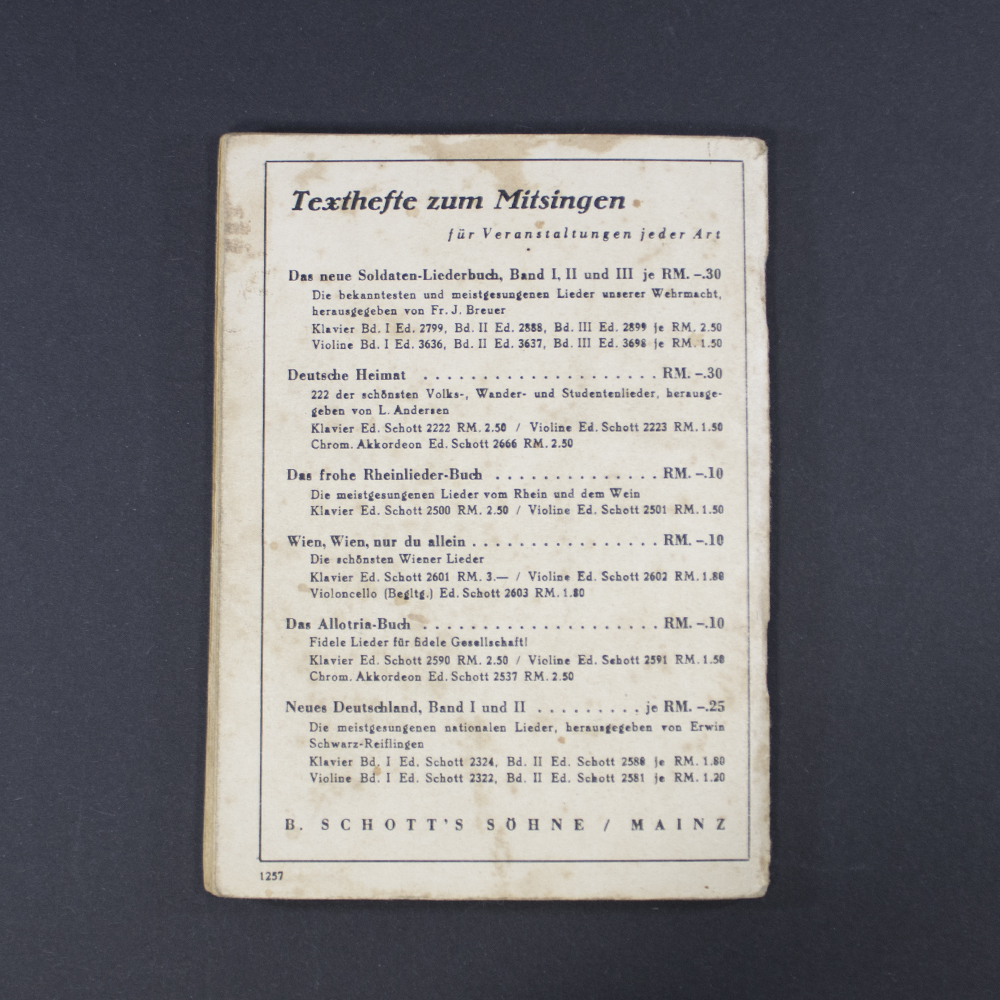 Texthefte zum Mitsingen
für Veranstaltungen jeder Art
Das neue Soldaten-Liederbuch, Band I, II und III je RM. –.30
Die bekanntesten und meistgesungenen Lieder unserer Wehrmacht,
herausgegeben von Fr. J. Breuer
Klavier Bd. I Ed. 2799, Bd. II Ed. 2888, Bd. III Ed. 2899 je RM. 2.50
Violine Bd. I Ed. 3636, Bd. II Ed. 3637, Bd. III Ed. 3698 je RM. 1.50
Deutsche Heimat . . . . . . . . . . . . . . . . . . . . . RM. –.30
222 der schönsten Volks-, Wander- und Studentenlieder, herausge-
geben von L. Andersen
Klavier Ed. Schott 2222 RM. 2.50 / Violine Ed. Schott 2223 RM. 1.50
Chrom. Akkordeon Ed. Schott 2666 RM. 2.50
Das frohe Rheinlieder-Buch . . . . . . . . . . . . . . RM. –.10
Die meistgesungenen Lieder vom Rhein und dem Wein
Klavier Ed. Schott 2500 RM. 2.50 / Violine Ed. Schott 2501 RM. 1.50
Wien, Wien, nur du allein . . . . . . . . . . . . . . . . RM. –.10
Die schönsten Wiener Lieder
Klavier Ed. Schott 2601 RM. 3.— / Violine Ed. Schott 2602 RM. 1.80
Violoncello (Begltg.) Ed. Schott 2603 RM. 1.80
Das Allotria-Buch . . . . . . . . . . . . . . . . . . . . . RM. –.10
Fidele Lieder für fidele Gesellschaft!
Klavier Ed. Schott 2590 RM. 2.50 / Violine Ed. Schott 2591 RM. 1.50
Chrom. Akkordeon Ed. Schott 2537 RM. 2.50
Neues Deutschland, Band I und II . . . . . . . . . je RM. –.25
Die meistgesungenen nationalen Lieder, herausgegeben von Erwin
Schwarz-Reiflingen
Klavier Bd. I Ed. Schott 2324, Bd. II Ed. Schott 2580 je RM. 1.80
Violine Bd. I Ed. Schott 2322, Bd. II Ed. Schott 2581 je RM. 1.20
B. SCHOTT'S SÖHNE / MAINZ
1257